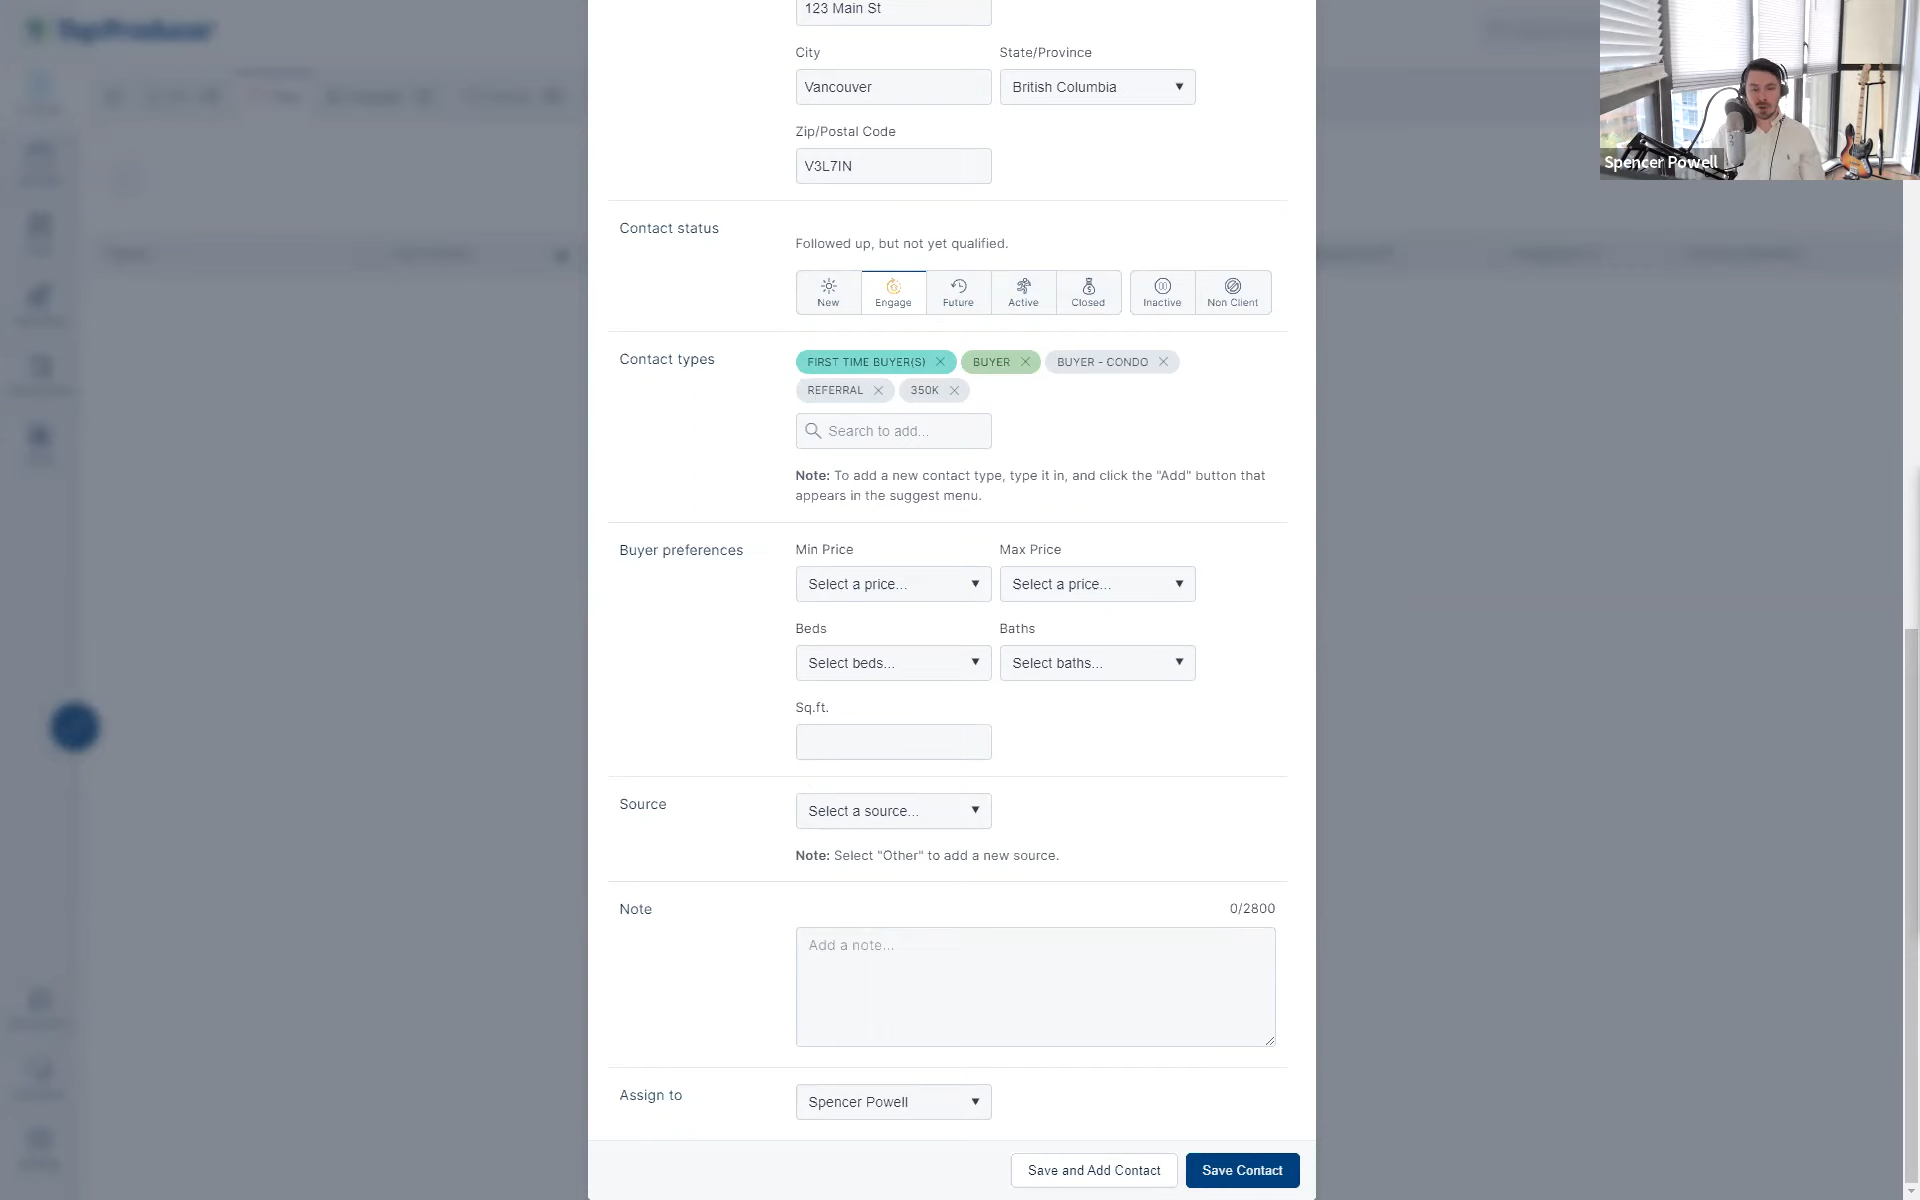 Top Producer
123 Main St
City State/Province
Vancouver British Columbia
Zip/Postal Code
V3L7IN
Spencer Powell
Contact status
Followed up, but not yet qualified.
New Engage Future Active Closed Inactive Non Client
Contact types
FIRST TIME BUYER(S) BUYER BUYER - CONDO
REFERRAL 350K
Search to add...
Note: To add a new contact type, type it in, and click the "Add" button that
appears in the suggest menu.
Buyer preferences
Min Price Max Price
Select a price... Select a price...
Beds Baths
Select beds... Select baths...
Sq.ft.
Source
Select a source...
Note: Select "Other" to add a new source.
Note 0/2800
Add a note...
Assign to
Spencer Powell
Save and Add Contact Save Contact